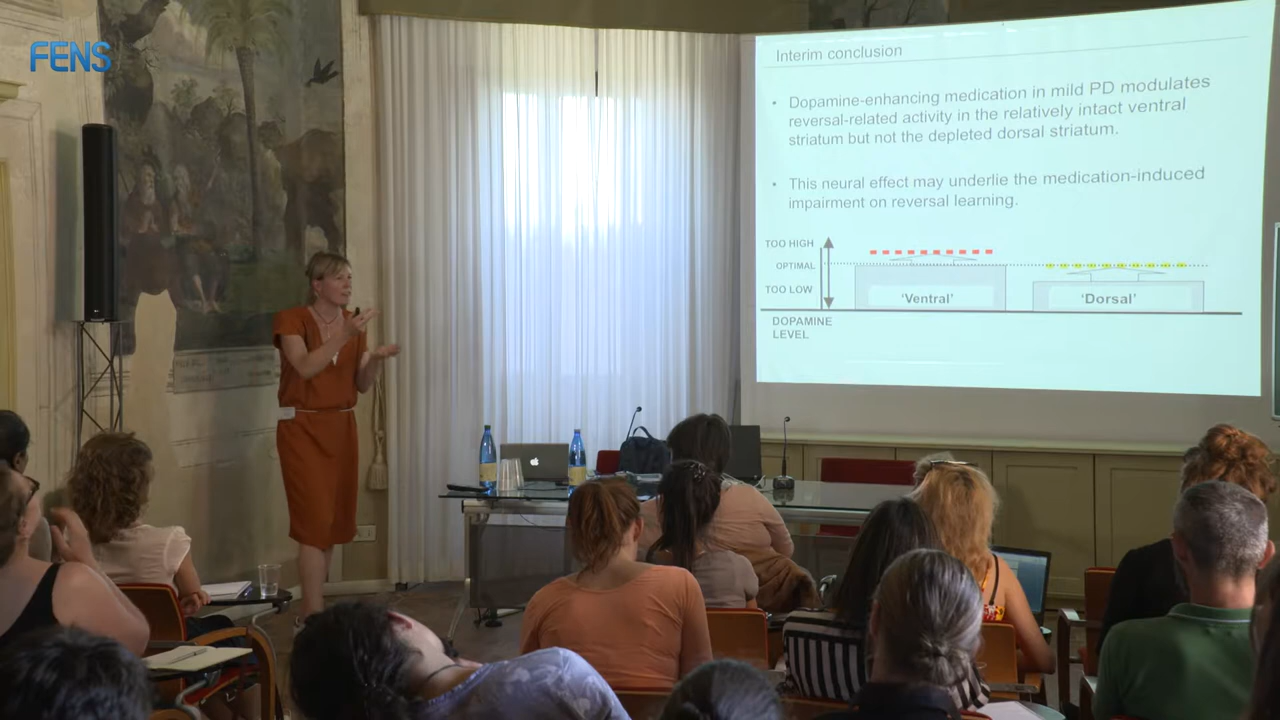 FENS
Interim conclusion
• Dopamine-enhancing medication in mild PD modulates
reversal-related activity in the relatively intact ventral
striatum but not the depleted dorsal striatum.
• This neural effect may underlie the medication-induced
impairment on reversal learning.
TOO HIGH
OPTIMAL
TOO LOW
'Ventral'
'Dorsal'
DOPAMINE
LEVEL